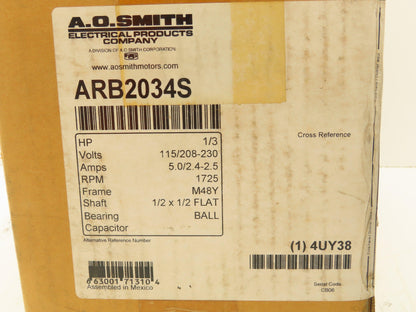 A.O.SMITH
ELECTRICAL PRODUCTS
COMPANY
A DIVISION OF A.O.SMITH CORPORATION
www.aosmithmotors.com
ARB2034S
HP 1/3
Volts 115/208-230
Amps 5.0/2.4-2.5
RPM 1725
Frame M48Y
Shaft 1/2 x 1/2 FLAT
Bearing BALL
Capacitor
Cross Reference
Alternative Reference Number
(1) 4UY38
6 63001 71310 4
Assembled in Mexico
Serial Code
CB08